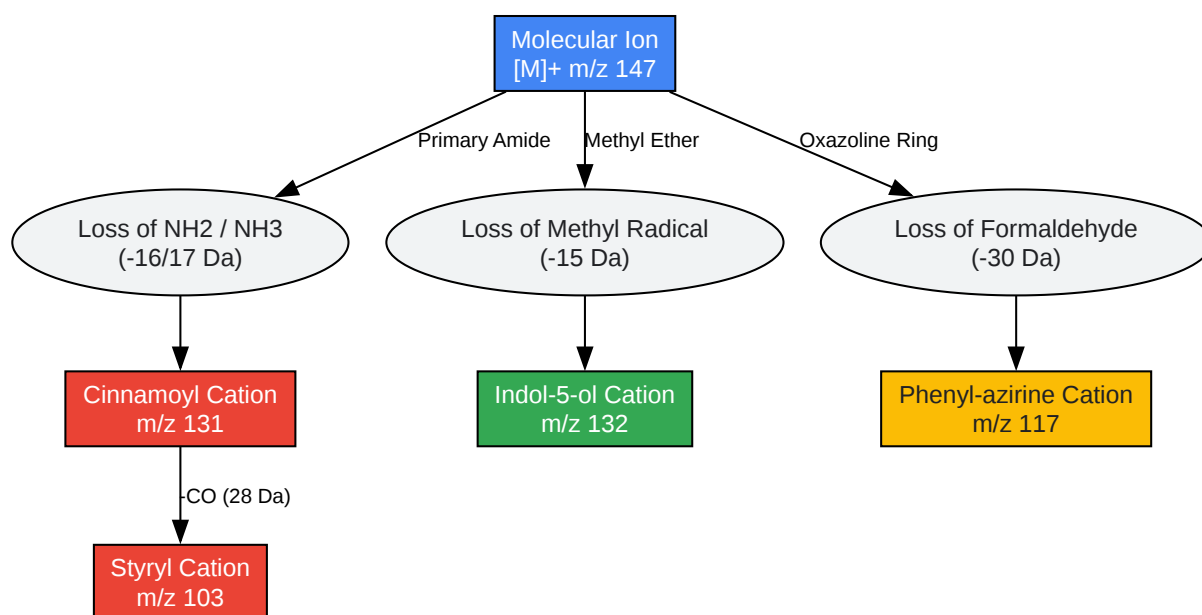 Molecular Ion
[M]+ m/z 147
Primary Amide
Methyl Ether
Oxazoline Ring
Loss of NH2 / NH3
(-16/17 Da)
Loss of Methyl Radical
(-15 Da)
Loss of Formaldehyde
(-30 Da)
Cinnamoyl Cation
m/z 131
Indol-5-ol Cation
m/z 132
Phenyl-azirine Cation
m/z 117
-CO (28 Da)
Styryl Cation
m/z 103